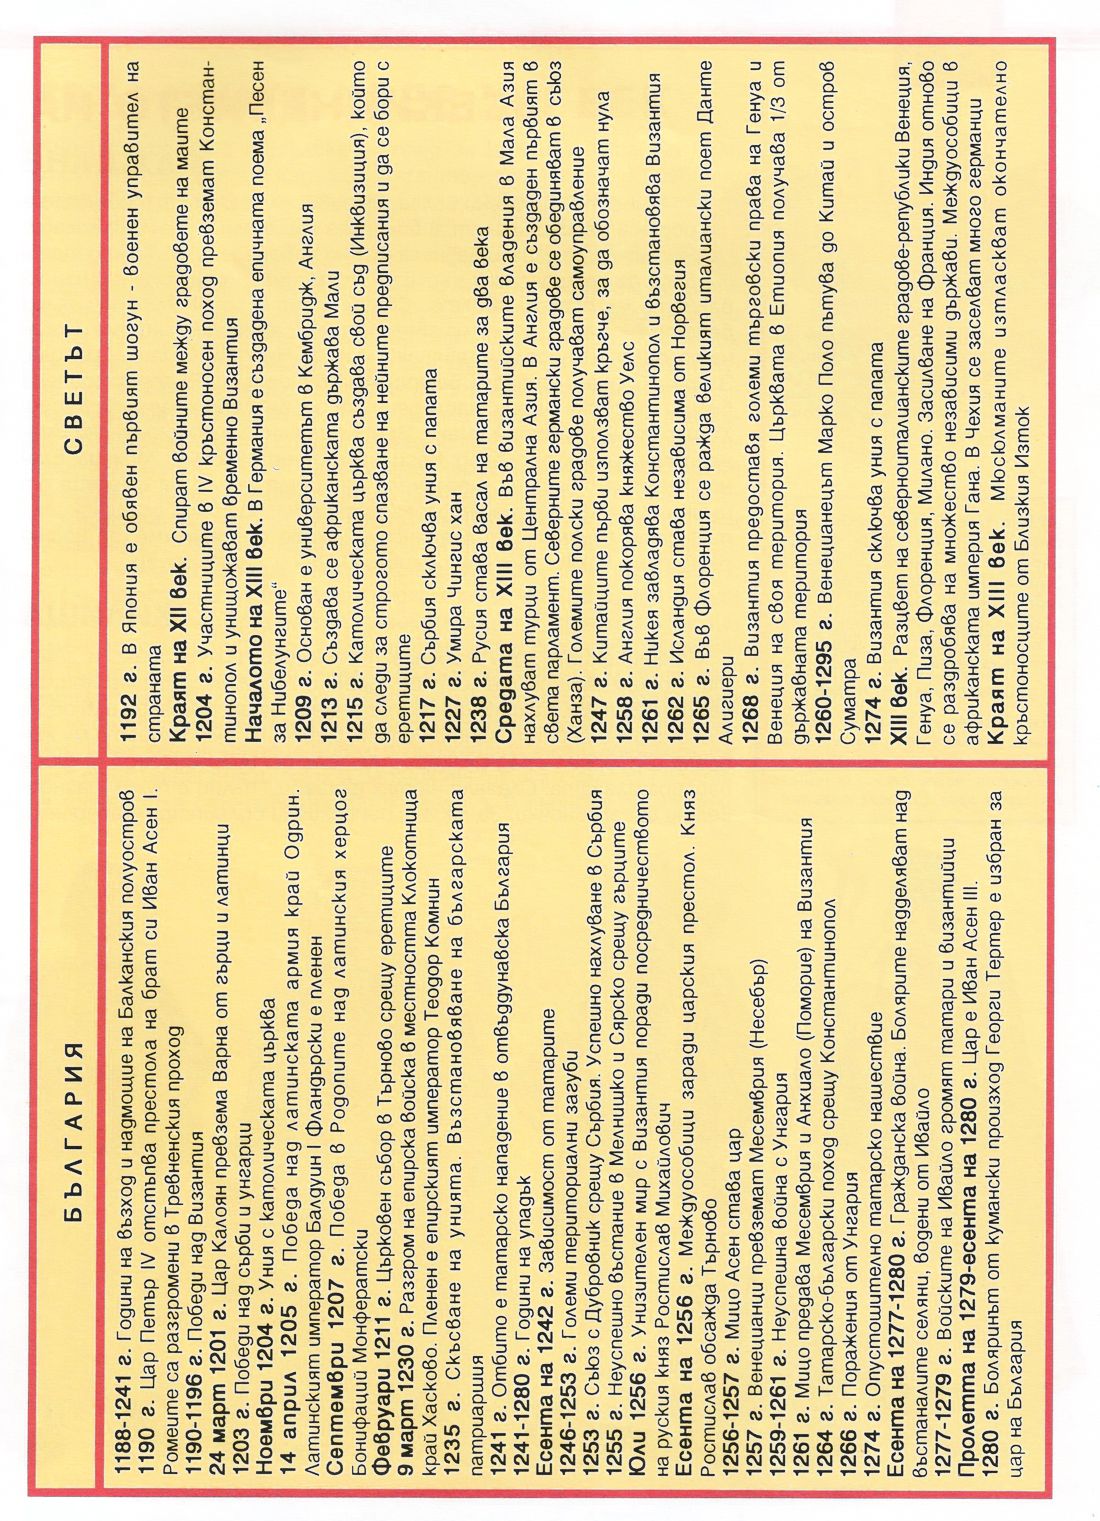 БЪЛГАРИЯ
1188-1241 г. Години на възход и надмощие на Балканския полуостров
1190 г. Цар Петър IV отстъпва престола на брат си Иван Асен I.
Ромеите са разгромени в Тревненския проход
1190-1196 г. Победи над Византия
24 март 1201 г. Цар Калоян превзема Варна от гърци и латинци
1203 г. Победи над сърби и унгарци
Ноември 1204 г. Уния с католическата църква
14 април 1205 г. Победа над латинската армия край Одрин.
Латинският император Балдуин I Фландърски е пленен
Септември 1207 г. Победа в Родопите над латинския херцог
Бонифаций Монфератски
Февруари 1211 г. Църковен събор в Търново срещу еретиците
9 март 1230 г. Разгром на епирска войска в местността Клокотница
край Хасково. Пленен е епирският император Теодор Комнин
1235 г. Скъсване на унията. Възстановяване на българската
патриаршия
1241 г. Отбито е татарско нападение в отвъддунавска България
1241-1280 г. Години на упадък
Есента на 1242 г. Зависимост от татарите
1246-1253 г. Големи териториални загуби
1253 г. Съюз с Дубровник срещу Сърбия. Успешно нахлуване в Сърбия
1255 г. Неуспешно въстание в Мелнишко и Сярско срещу гърците
Юли 1256 г. Унизителен мир с Византия поради посредничеството
на руския княз Ростислав Михайлович
Есента на 1256 г. Междуособици заради царския престол. Княз
Ростислав обсажда Търново
1256-1257 г. Мицо Асен става цар
1257 г. Венецианци превземат Месемврия (Несебър)
1259-1261 г. Неуспешна война с Унгария
1261 г. Мицо предава Месемврия и Анхиало (Поморие) на Византия
1264 г. Татарско-български поход срещу Константинопол
1266 г. Поражения от Унгария
1274 г. Опустошително татарско нашествие
Есента на 1277-1280 г. Гражданска война. Болярите надделяват над
въстаналите селяни, водени от Ивайло
1277-1279 г. Войските на Ивайло громят татари и византийци
Пролетта на 1279-есента на 1280 г. Цар е Иван Асен III.
1280 г. Боляринът от кумански произход Георги Тертер е избран за
цар на България
СВЕТЪТ
1192 г. В Япония е обявен първият шогун - военен управител на
страната
Краят на XII век. Спират войните между градовете на маите
1204 г. Участниците в IV кръстоносен поход превземат Констан-
тинопол и унищожават временно Византия
Началото на XIII век. В Германия е създадена епичната поема „Песен
за Нибелунгите“
1209 г. Основан е университетът в Кембридж, Англия
1213 г. Създава се африканската държава Мали
1215 г. Католическата църква създава свой съд (Инквизиция), който
да следи за строгото спазване на нейните предписания и да се бори с
еретиците
1217 г. Сърбия сключва уния с папата
1227 г. Умира Чингис хан
1238 г. Русия става васал на татарите за два века
Средата на XIII век. Във византийските владения в Мала Азия
нахлуват турци от Централна Азия. В Англия е създаден първият в
света парламент. Северните германски градове се обединяват в съюз
(Ханза). Големите полски градове получават самоуправление
1247 г. Китайците първи използват кръгче, за да обозначат нула
1258 г. Англия покорява княжество Уелс
1261 г. Никея завладява Константинопол и възстановява Византия
1262 г. Исландия става независима от Норвегия
1265 г. Във Флоренция се ражда великият италиански поет Данте
Алигиери
1268 г. Византия предоставя големи търговски права на Генуа и
Венеция на своя територия. Църквата в Етиопия получава 1/3 от
държавната територия
1260-1295 г. Венецианецът Марко Поло пътува до Китай и остров
Суматра
1274 г. Византия сключва уния с папата
XIII век. Разцвет на северноиталианските градове-републики Венеция,
Генуа, Пиза, Флоренция, Милано. Засилване на Франция. Индия отново
се раздробява на множество независими държави. Междуособици в
африканската империя Гана. В Чехия се заселват много германци
Краят на XIII век. Мюсюлманите изтласкват окончателно
кръстоносците от Близкия Изток